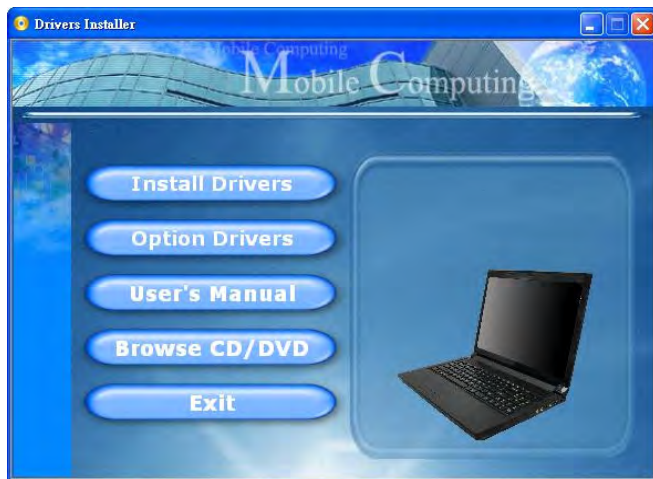 Drivers Installer
Mobile Computing
Mobile Computing
Install Drivers
Option Drivers
User's Manual
Browse CD/DVD
Exit